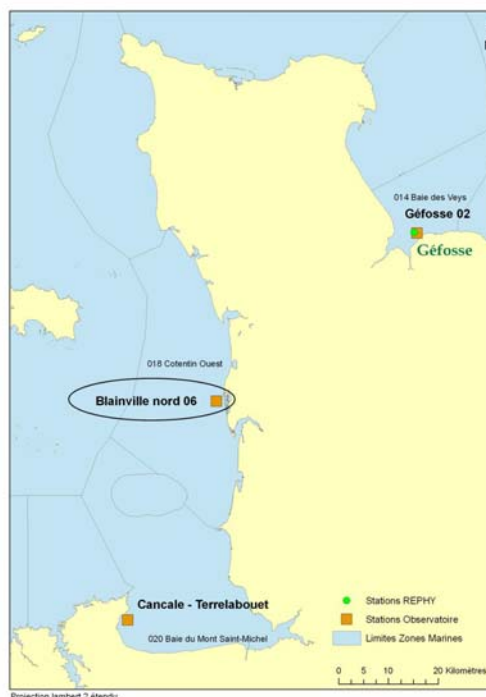 014 Baie des Veys
Géfosse 02
Géfosse
018 Cotentin Ouest
Blainville nord 06
Cancale - Terrelabouet
020 Baie du Mont Saint-Michel
Stations REPHY
Stations Observatoire
Limites Zones Marines
0 5 10 20 Kilomètres
Projection lambert 2 étendu